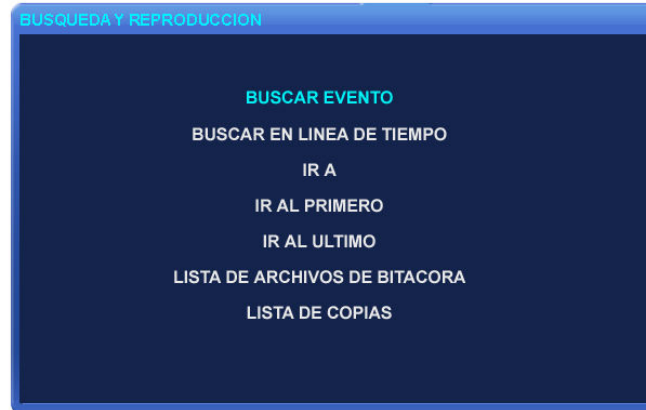 BUSQUEDA Y REPRODUCCION
BUSCAR EVENTO
BUSCAR EN LINEA DE TIEMPO
IR A
IR AL PRIMERO
IR AL ULTIMO
LISTA DE ARCHIVOS DE BITACORA
LISTA DE COPIAS